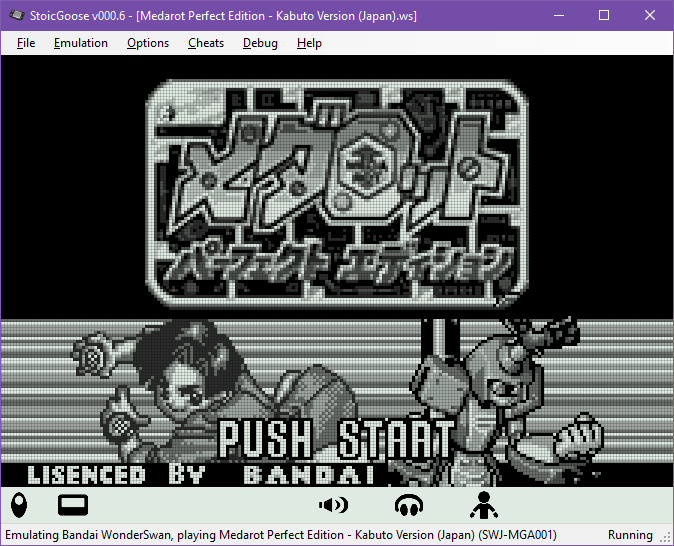 StoicGoose v000.6 - [Medarot Perfect Edition - Kabuto Version (Japan).ws]
File Emulation Options Cheats Debug Help
メダロット
パーフェクト エディション
PUSH START
LISENCED BY BANDAI
Emulating Bandai WonderSwan, playing Medarot Perfect Edition - Kabuto Version (Japan) (SWJ-MGA001) Running